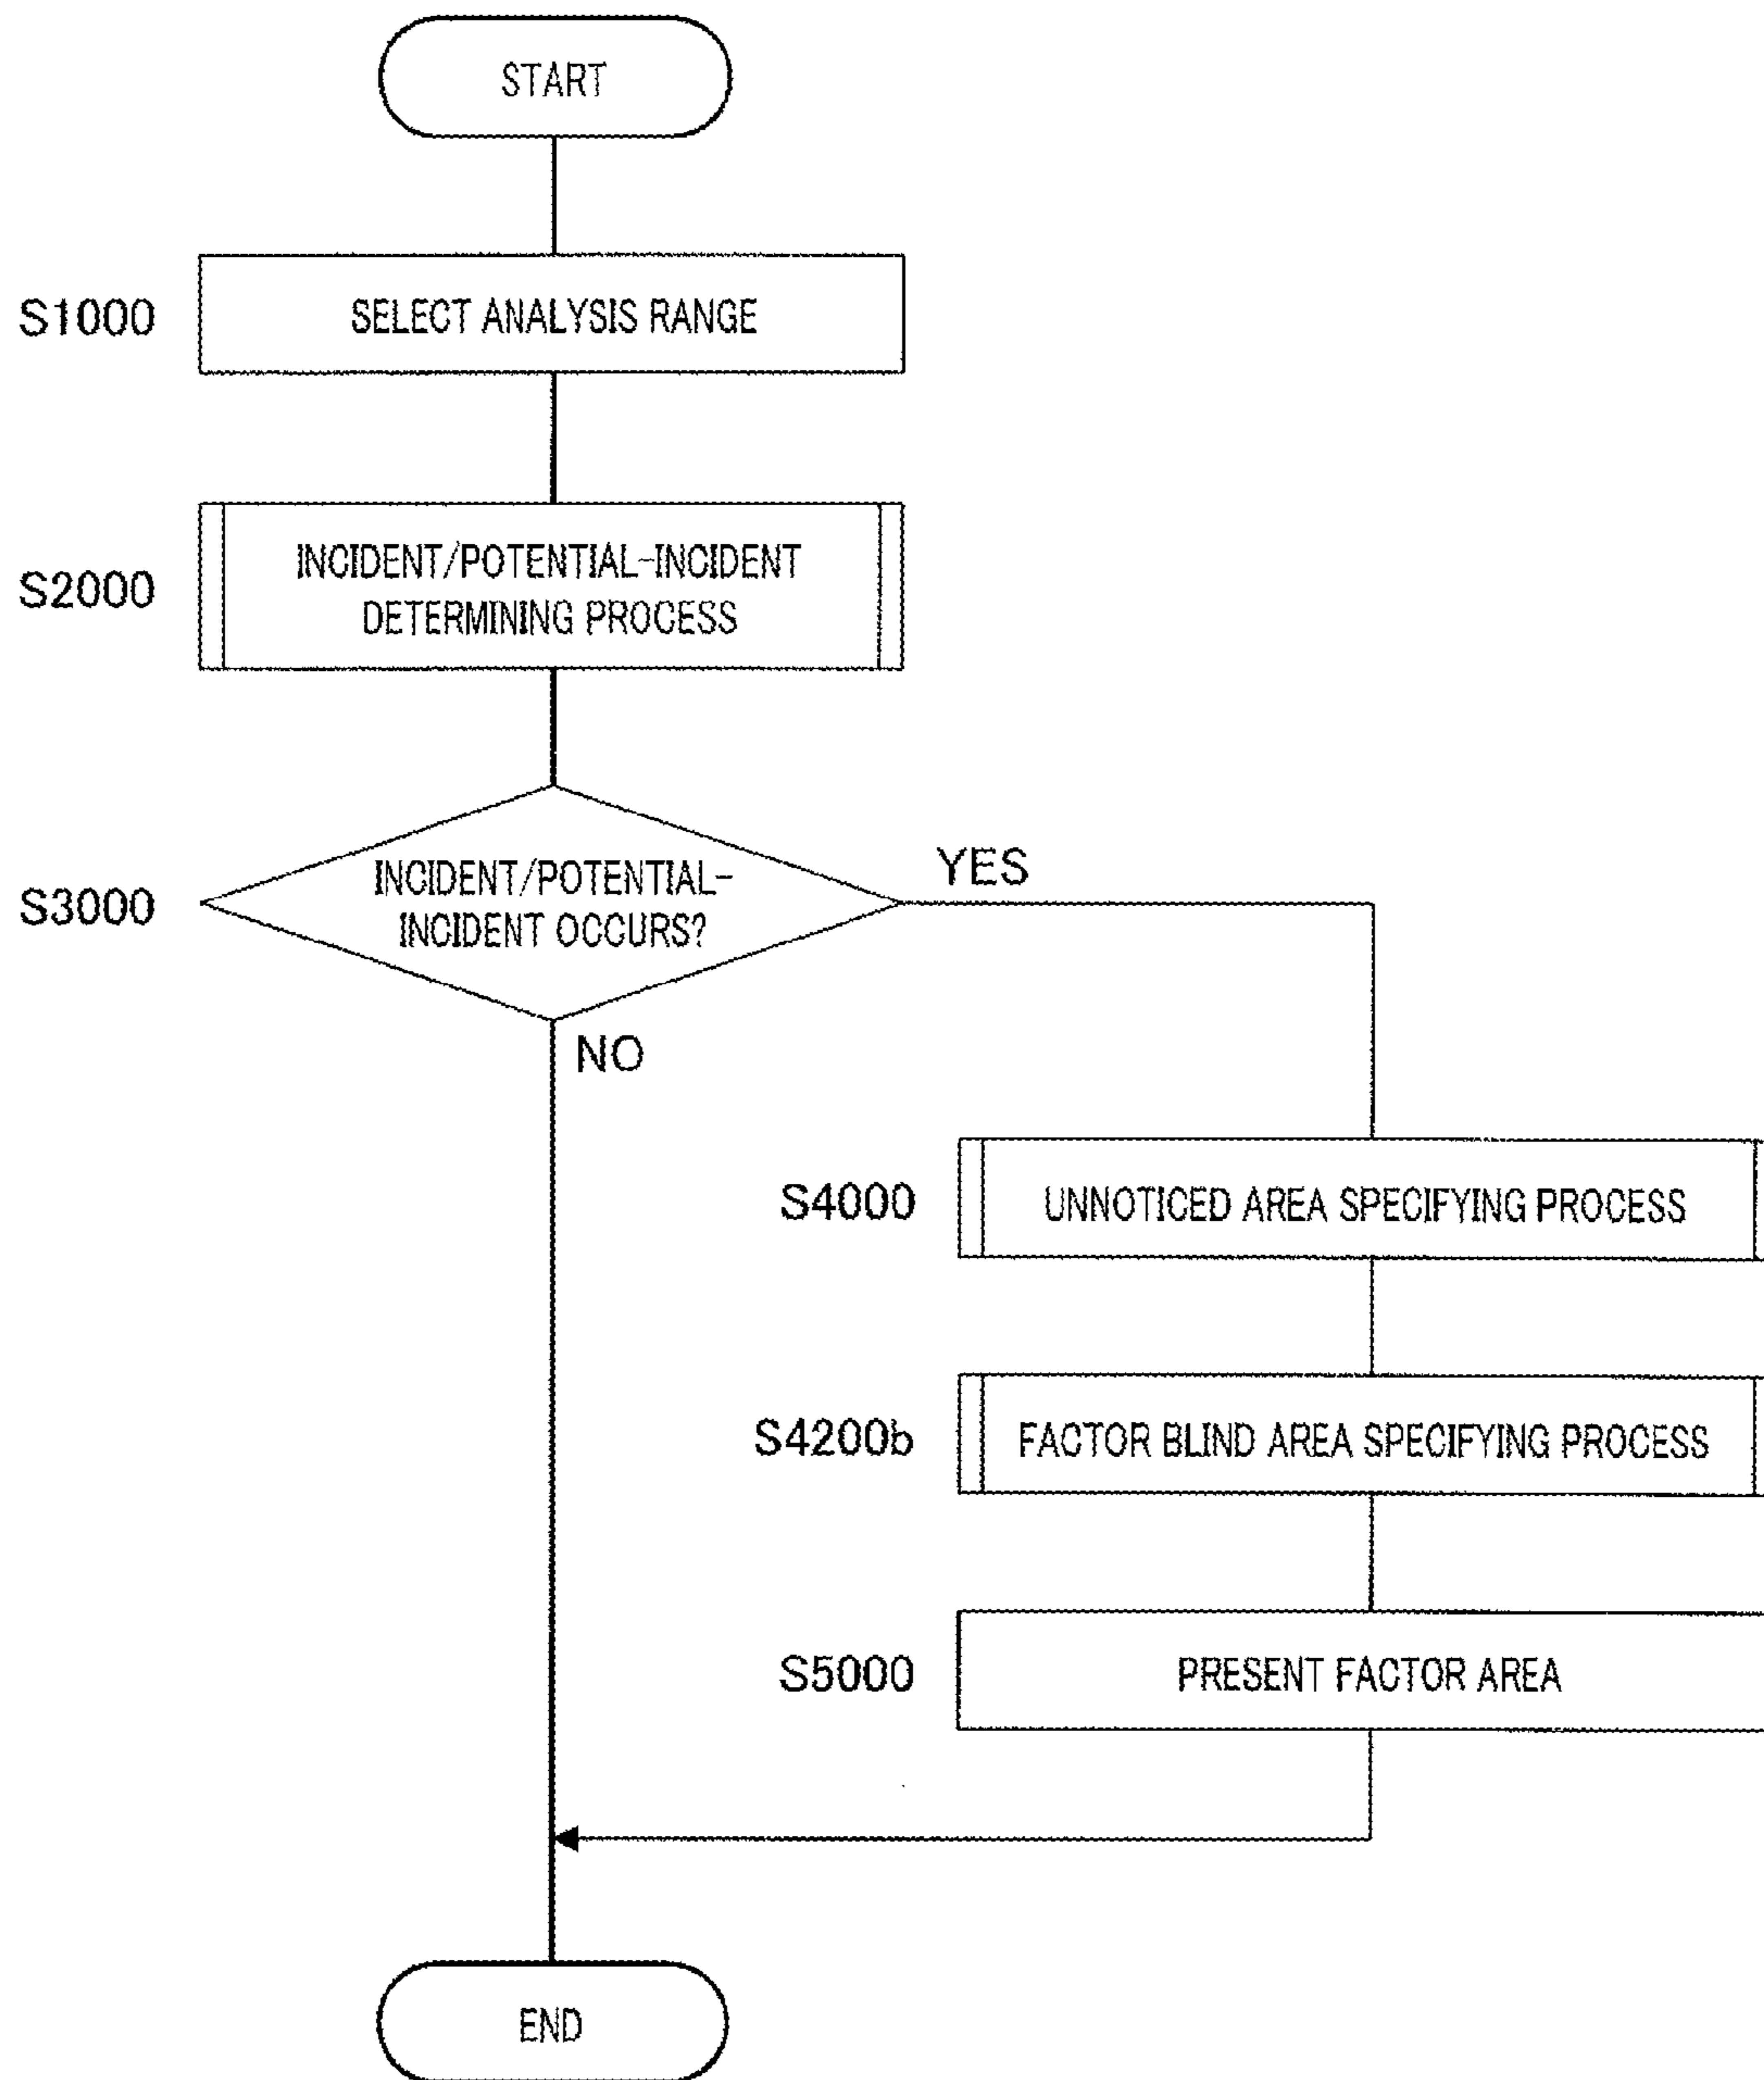 START
S1000
SELECT ANALYSIS RANGE
S2000
INCIDENT/POTENTIAL-INCIDENT
DETERMINING PROCESS
S3000
INCIDENT/POTENTIAL-
INCIDENT OCCURS?
YES
NO
S4000
UNNOTICED AREA SPECIFYING PROCESS
S4200b
FACTOR BLIND AREA SPECIFYING PROCESS
S5000
PRESENT FACTOR AREA
END